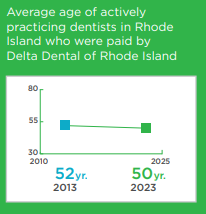 Average age of actively
practicing dentists in Rhode
Island who were paid by
Delta Dental of Rhode Island
80
55
30
2010 2025
52yr. 50yr.
2013 2023